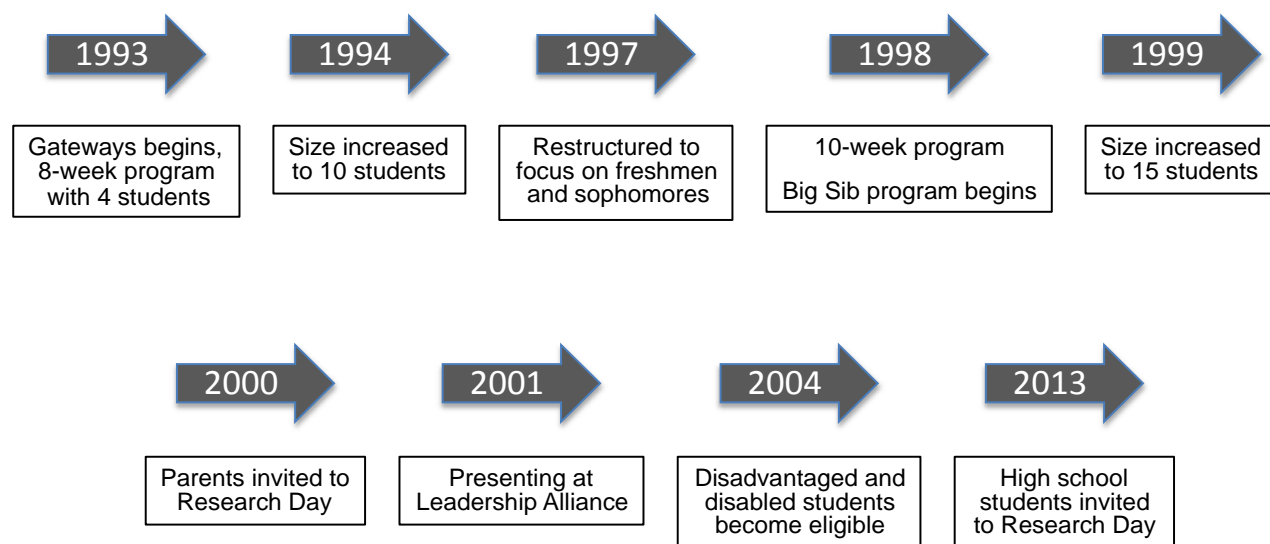 1993
1994
1997
1998
1999
Gateways begins,
8-week program
with 4 students
Size increased
to 10 students
Restructured to
focus on freshmen
and sophomores
10-week program
Big Sib program begins
Size increased
to 15 students
2000
2001
2004
2013
Parents invited to
Research Day
Presenting at
Leadership Alliance
Disadvantaged and
disabled students
become eligible
High school
students invited
to Research Day